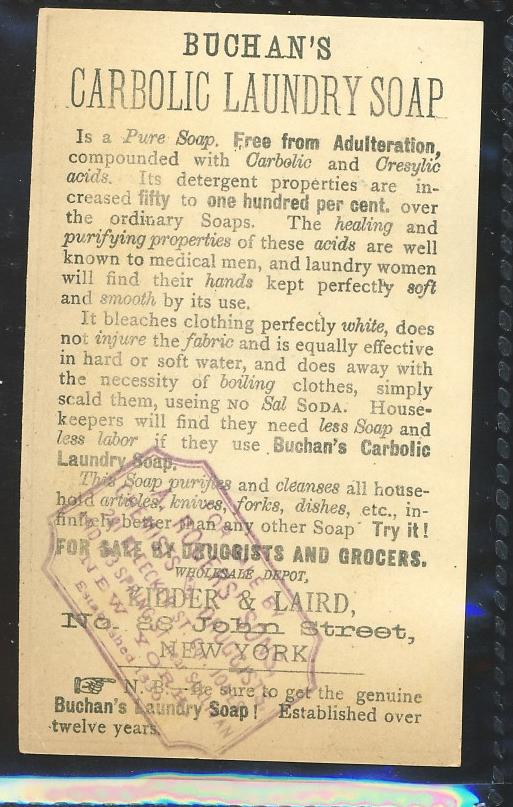 BUCHAN'S
CARBOLIC LAUNDRY SOAP
Is a Pure Soap. Free from Adulteration,
compounded with Carbolic and Cresylic
acids. Its detergent properties are in-
creased fifty to one hundred per cent. over
the ordinary Soaps. The healing and
purifying properties of these acids are well
known to medical men, and laundry women
will find their hands kept perfectly soft
and smooth by its use.
It bleaches clothing perfectly white, does
not injure the fabric and is equally effective
in hard or soft water, and does away with
the necessity of boiling clothes, simply
scald them, useing NO Sal SODA. House-
keepers will find they need less Soap and
less labor if they use Buchan's Carbolic
Laundry Soap.
This Soap purifies and cleanses all house-
hold articles, knives, forks, dishes, etc., in-
finitely better than any other Soap Try it!
FOR SALE BY DRUGGISTS AND GROCERS.
WHOLESALE DEPOT,
KIDDER & LAIRD,
No. 83 John Street,
NEW YORK
☞ N. B.—Be sure to get the genuine
Buchan's Laundry Soap! Established over
twelve years.
FOR SALE BY
NEW YORK
Established